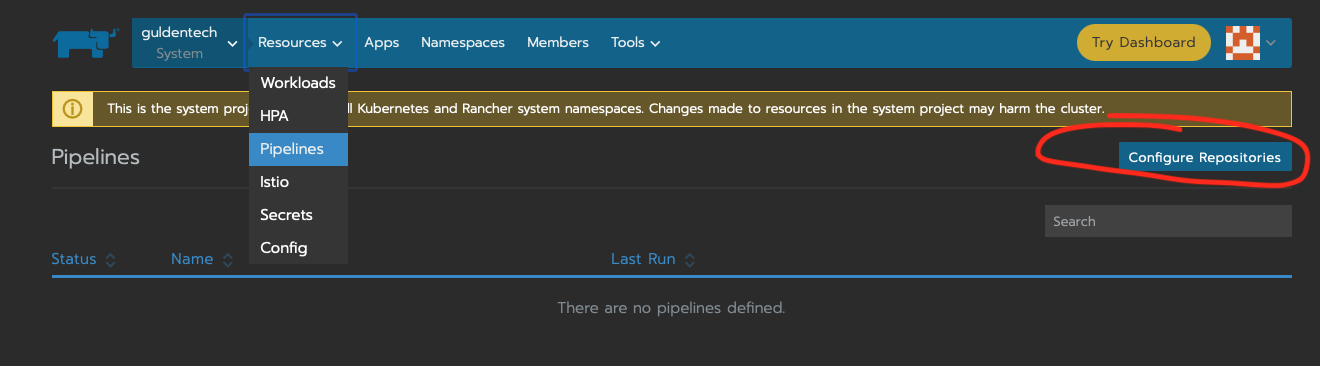 guldentech
System
Resources
Apps
Namespaces
Members
Tools
Try Dashboard
Workloads
HPA
Pipelines
Istio
Secrets
Config
This is the system proj
ll Kubernetes and Rancher system namespaces. Changes made to resources in the system project may harm the cluster.
Pipelines
Configure Repositories
Search
Status
Name
Last Run
There are no pipelines defined.